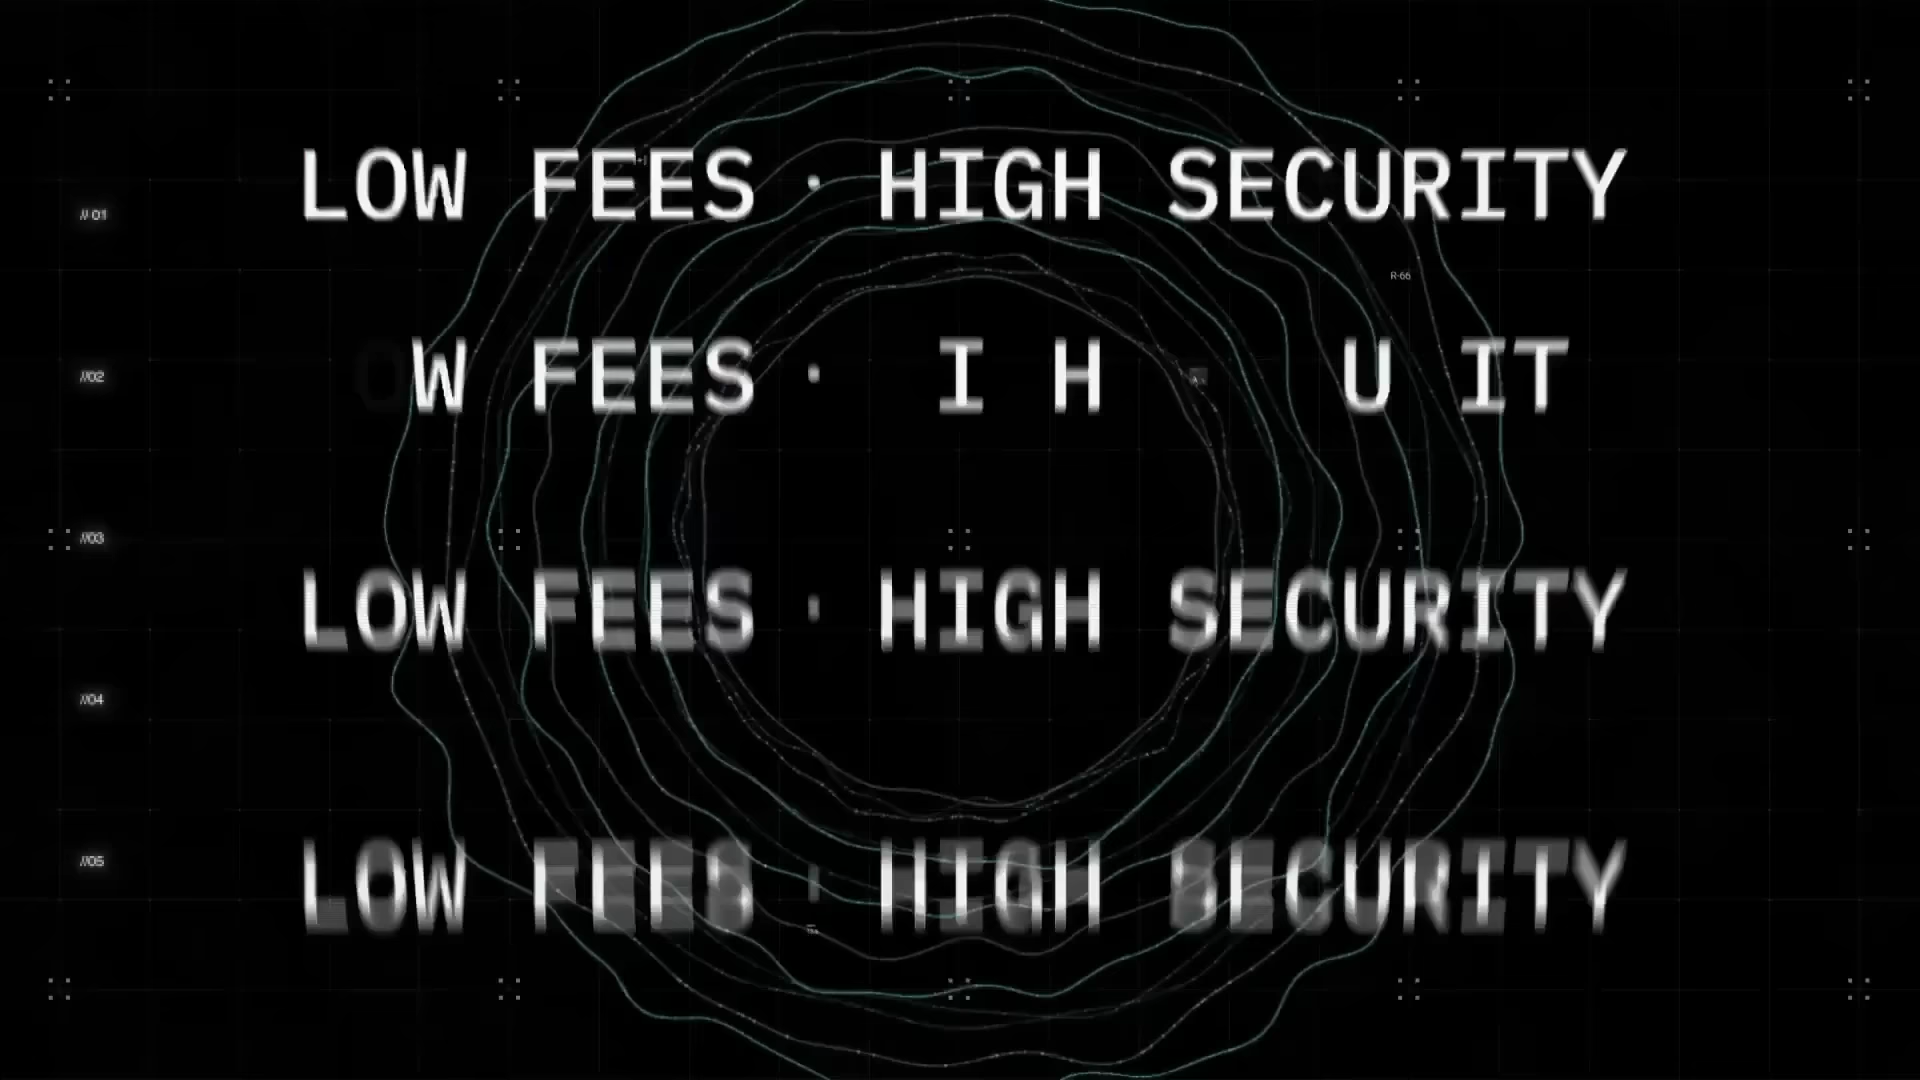 LOW FEES · HIGH SECURITY
// 01
R-66
W FEES · I H U IT
//02
//03
LOW FEES · HIGH SECURITY
//04
LOW FEES · HIGH SECURITY
//05